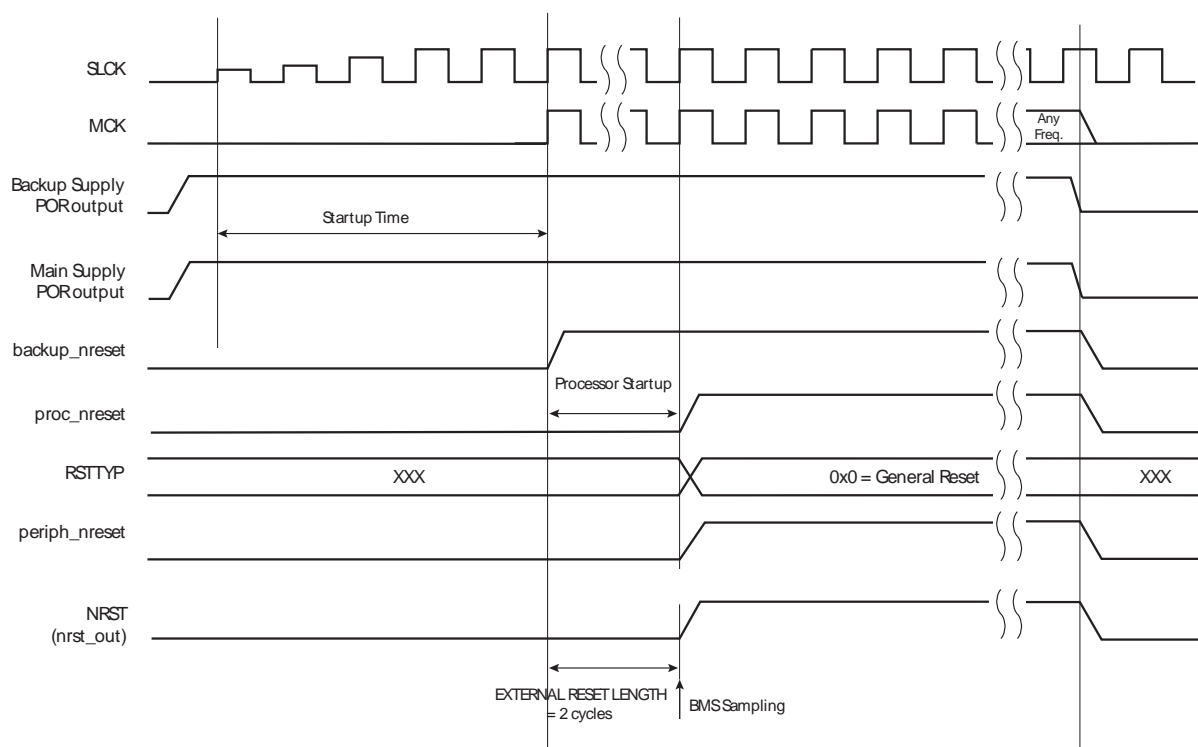 SLCK
MCK
Any
Freq.
Backup Supply
POR output
Startup Time
Main Supply
POR output
backup_nreset
Processor Startup
proc_nreset
RSTTYP
XXX
0x0 = General Reset
XXX
periph_nreset
NRST
(nrst_out)
EXTERNAL RESET LENGTH
= 2 cycles
BMS Sampling